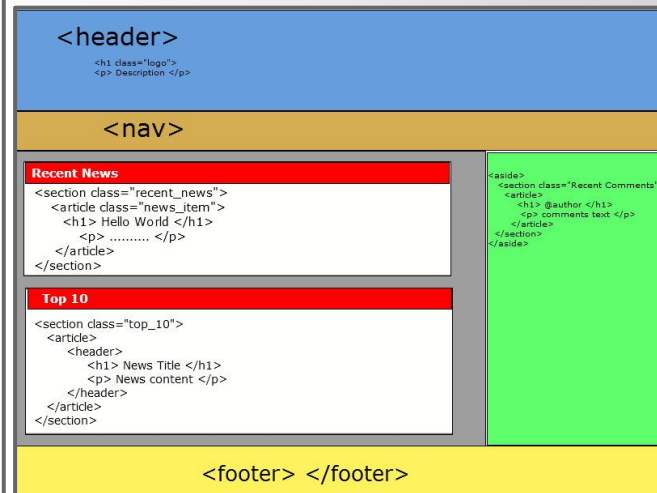 <header>
<h1 class="logo">
<p> Description </p>
<nav>
Recent News
<section class="recent_news">
<article class="news_item">
<h1> Hello World </h1>
<p> .......... </p>
</article>
</section>
Top 10
<section class="top_10">
<article>
<header>
<h1> News Title </h1>
<p> News content </p>
</header>
</article>
</section>
<aside>
<section class="Recent Comments"
<article>
<h1> @author </h1>
<p> comments text </p>
</article>
</section>
</aside>
<footer> </footer>